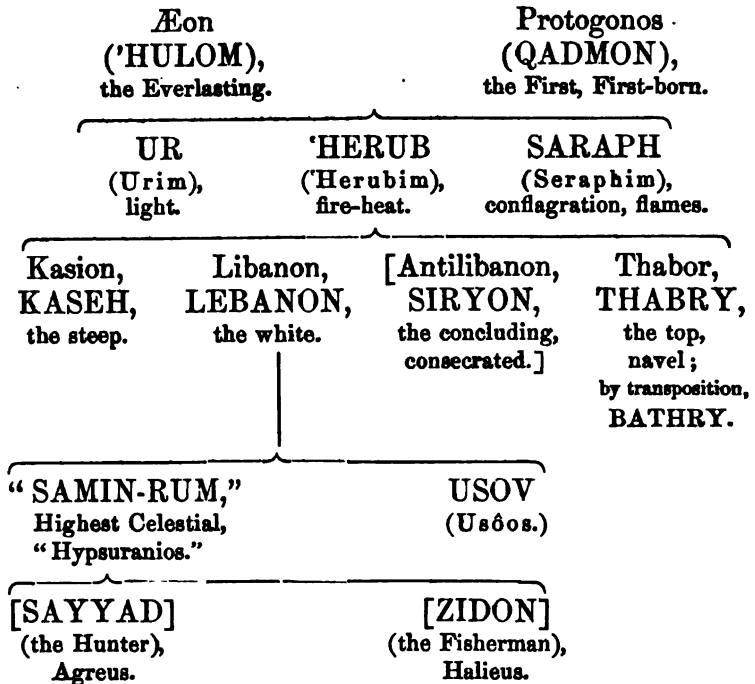 Æon Protogonos
('HULOM), (QADMON),
the Everlasting. the First, First-born.
UR 'HERUB SARAPH
(Urim), ('Herubim), (Seraphim),
light. fire-heat. conflagration, flames.
Kasion, Libanon, [Antilibanon, Thabor,
KASEH, LEBANON, SIRYON, THABRY,
the steep. the white. the concluding, the top,
consecrated.] navel;
by transposition,
BATHRY.
“SAMIN-RUM,” USOV
Highest Celestial, (Usôos.)
“Hypsuranios.”
[SAYYAD] [ZIDON]
(the Hunter), (the Fisherman),
Agreus. Halieus.